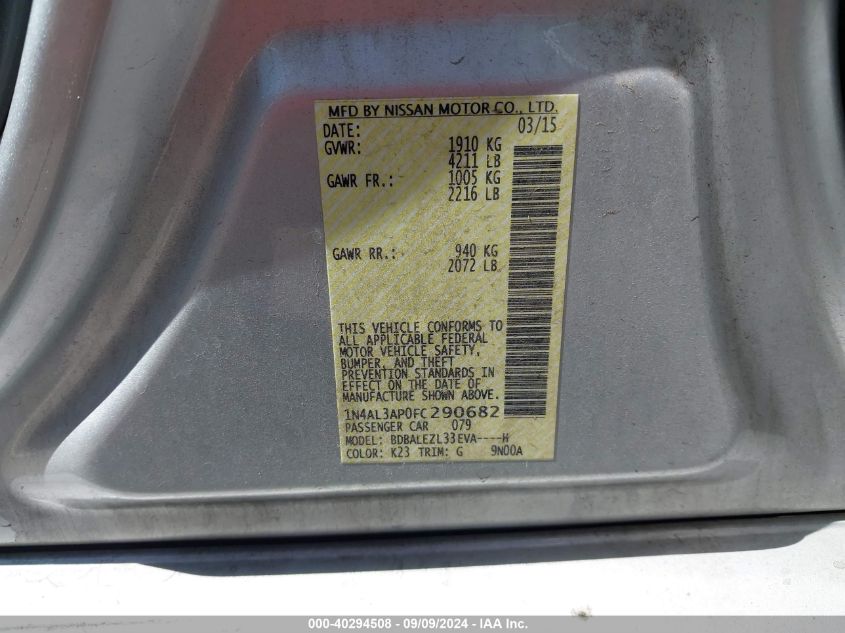 MFD BY NISSAN MOTOR CO., LTD.
DATE: 03/15
GVWR: 1910 KG
4211 LB
GAWR FR.: 1005 KG
2216 LB
GAWR RR.: 940 KG
2072 LB
THIS VEHICLE CONFORMS TO
ALL APPLICABLE FEDERAL
MOTOR VEHICLE SAFETY,
BUMPER, AND THEFT
PREVENTION STANDARDS IN
EFFECT ON THE DATE OF
MANUFACTURE SHOWN ABOVE.
1N4AL3AP0FC290682
PASSENGER CAR 079
MODEL: BDBALEZL33EVA----H
COLOR: K23 TRIM: G 9N00A
000-40294508 - 09/09/2024 - IAA Inc.